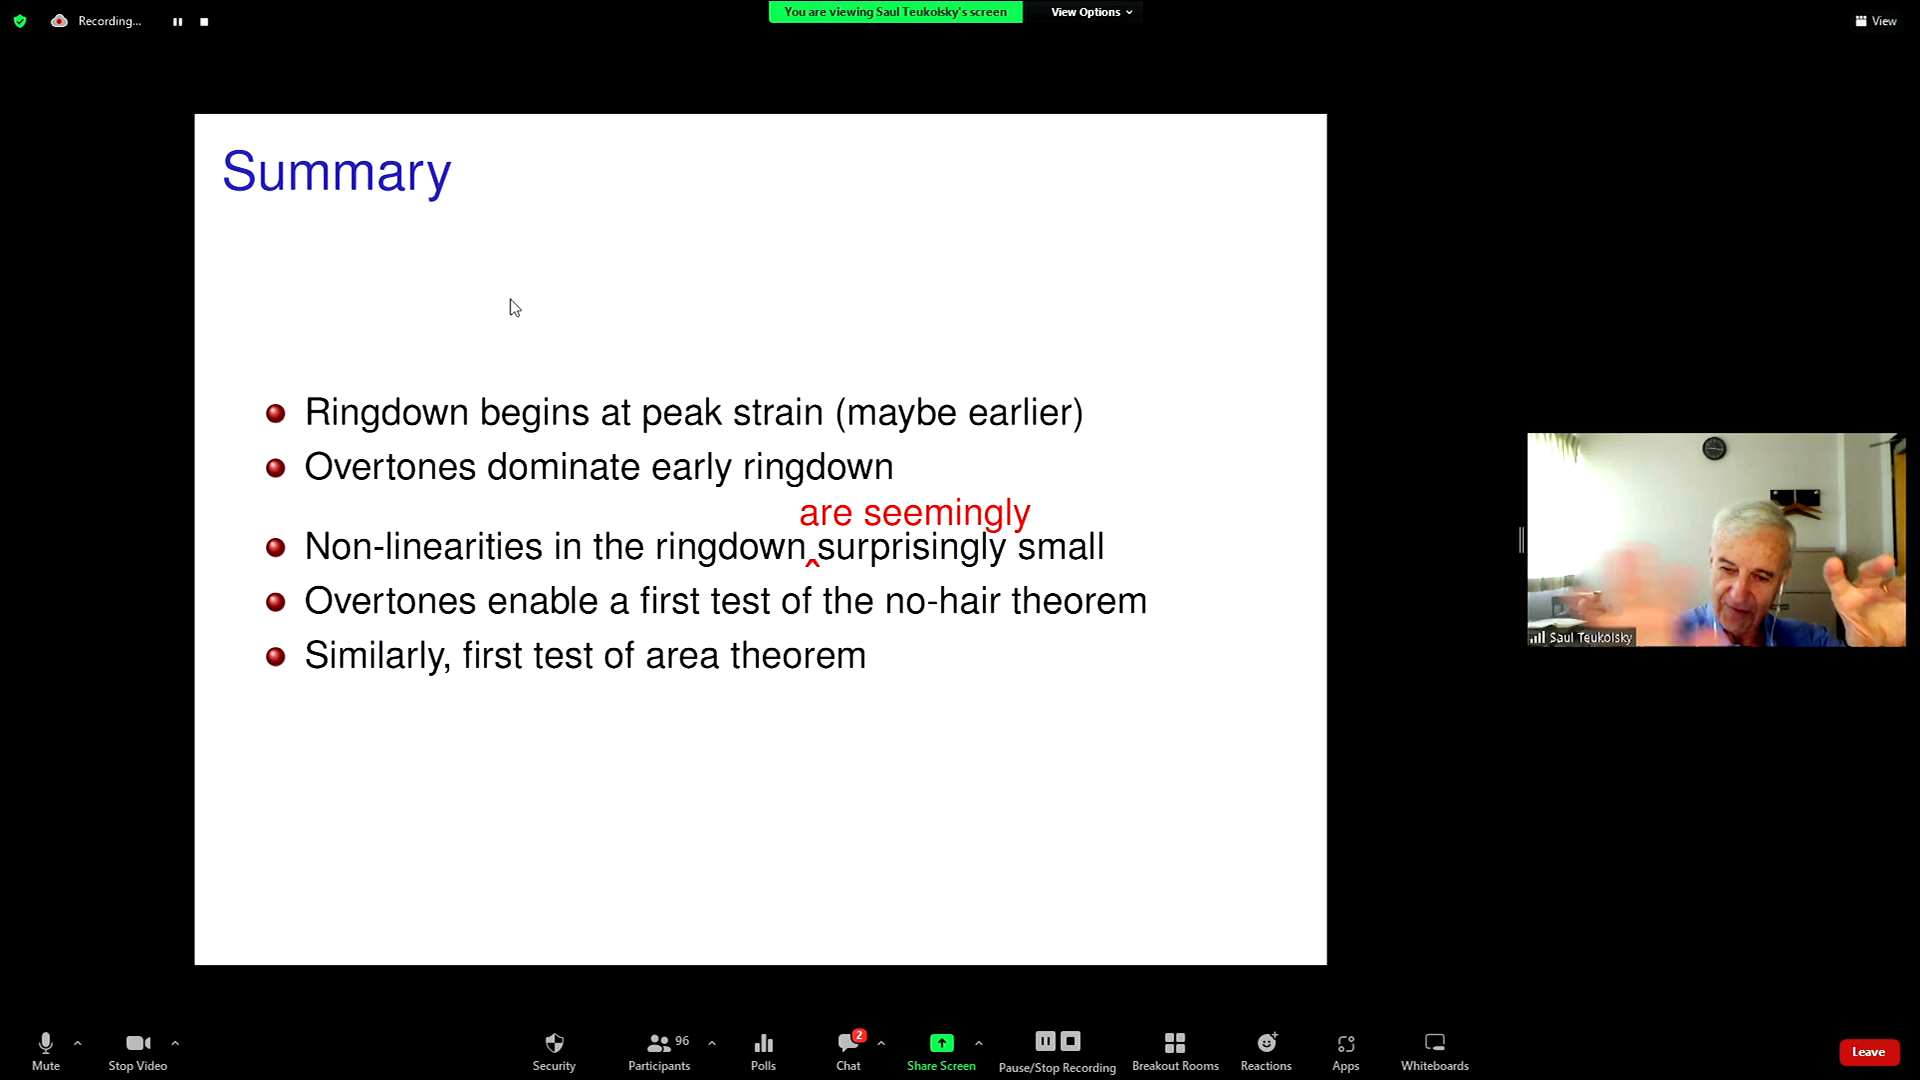 Recording...
You are viewing Saul Teukolsky's screen
View Options
View
Summary
Ringdown begins at peak strain (maybe earlier)
Overtones dominate early ringdown
are seemingly
Non-linearities in the ringdown ^ surprisingly small
Overtones enable a first test of the no-hair theorem
Similarly, first test of area theorem
Saul Teukolsky
Mute
Stop Video
Security
Participants
96
Polls
Chat
2
Share Screen
Pause/Stop Recording
Breakout Rooms
Reactions
Apps
Whiteboards
Leave